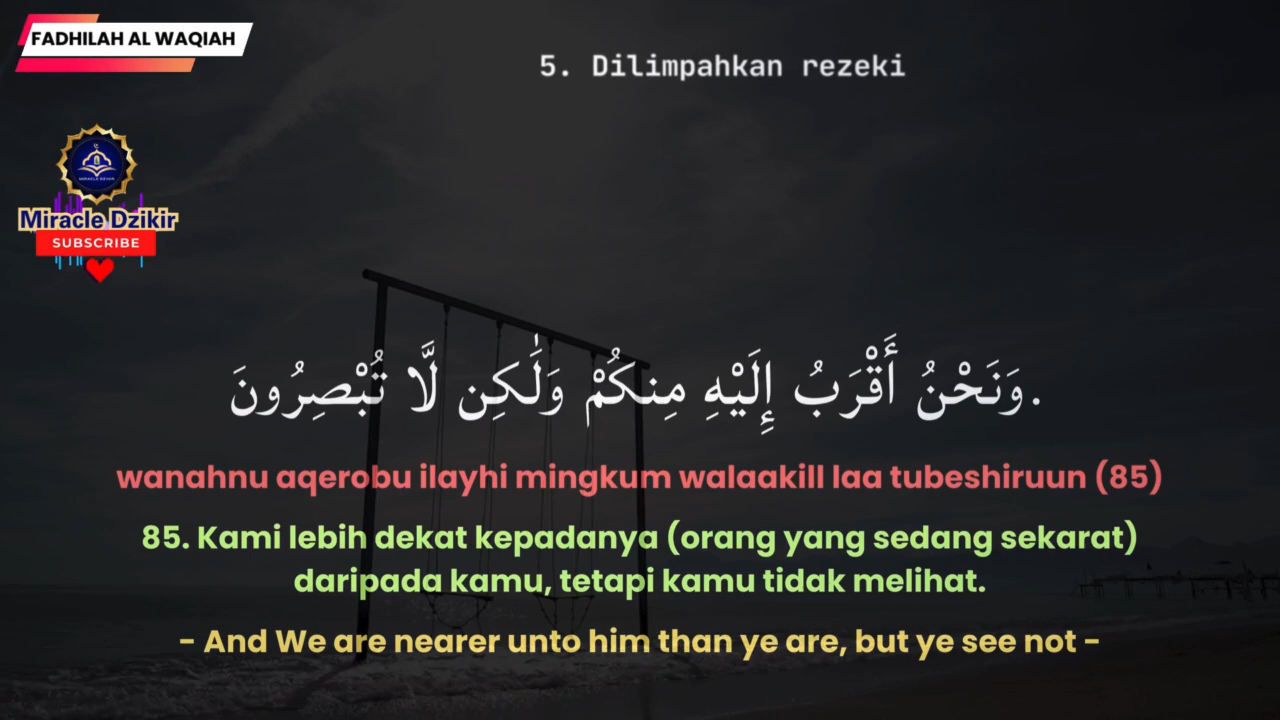 FADHILAH AL WAQIAH
5. Dilimpahkan rezeki
MIRACLE DZIKIR
Miracle Dzikir
SUBSCRIBE
وَنَحْنُ أَقْرَبُ إِلَيْهِ مِنكُمْ وَلَٰكِن لَّا تُبْصِرُونَ.
wanahnu aqerobu ilayhi mingkum walaakill laa tubeshiruun (85)
85. Kami lebih dekat kepadanya (orang yang sedang sekarat)
daripada kamu, tetapi kamu tidak melihat.
- And We are nearer unto him than ye are, but ye see not -